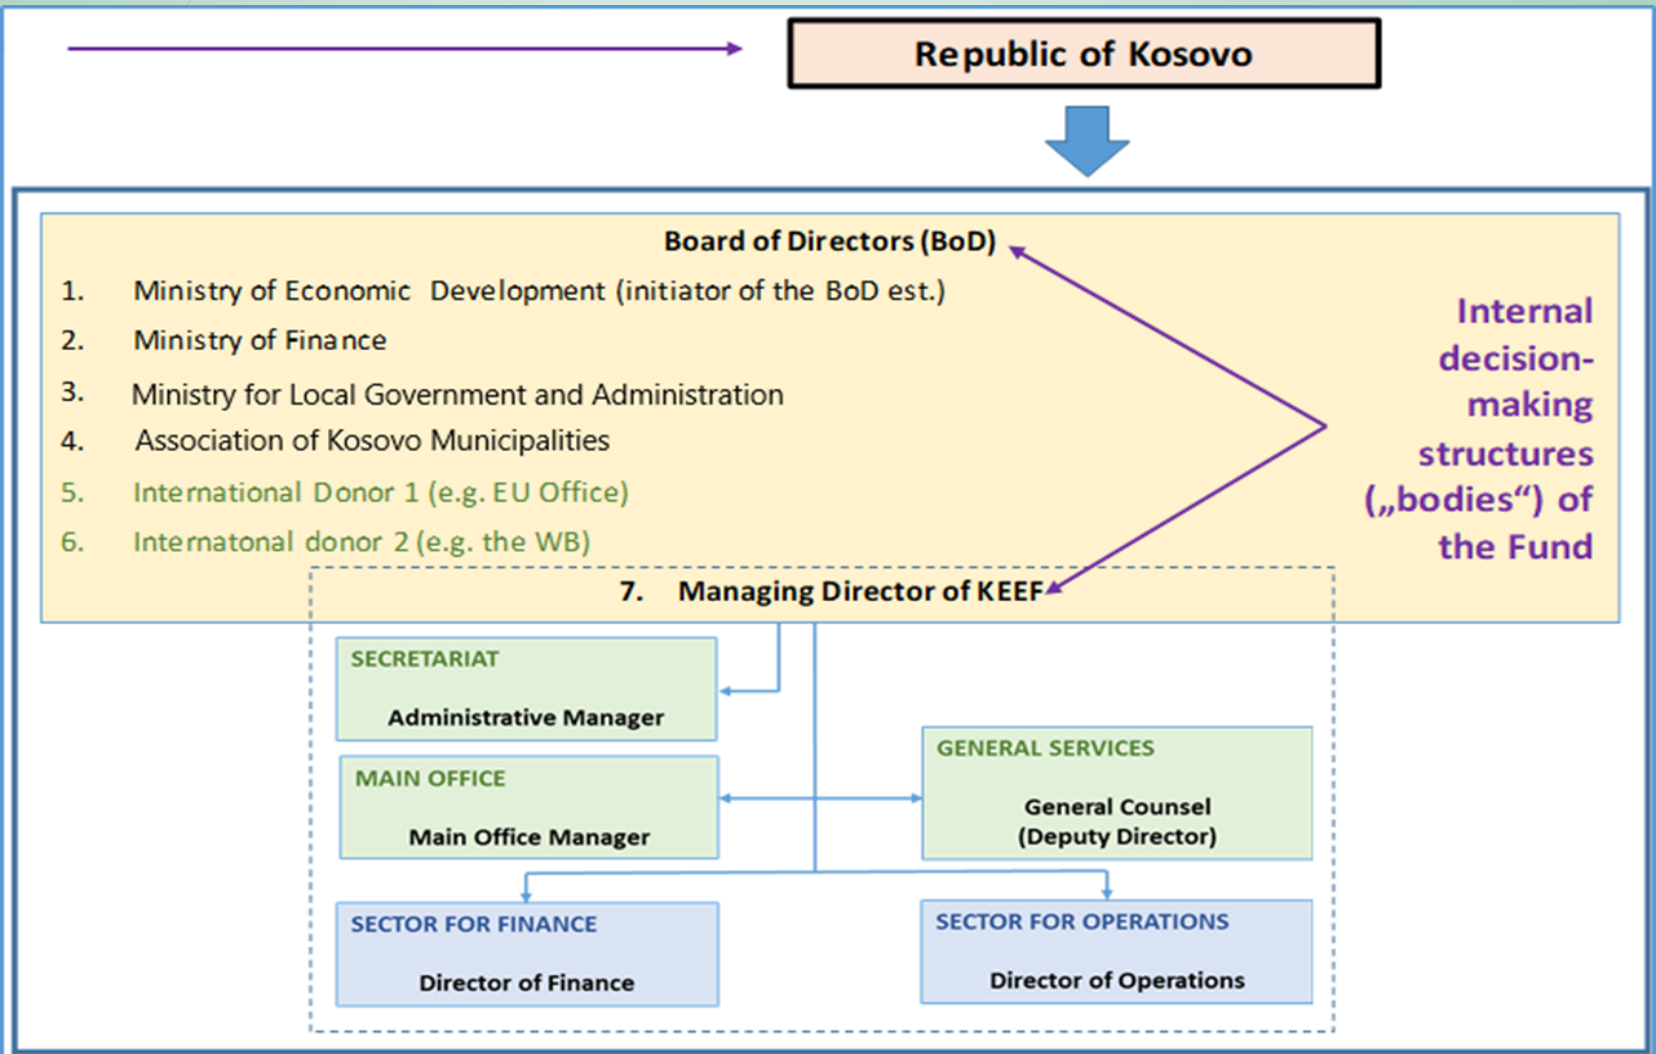 Republic of Kosovo
Board of Directors (BoD)
1. Ministry of Economic Development (initiator of the BoD est.)
2. Ministry of Finance
3. Ministry for Local Government and Administration
4. Association of Kosovo Municipalities
5. International Donor 1 (e.g. EU Office)
6. Internatonal donor 2 (e.g. the WB)
7. Managing Director of KEEF
Internal
decision-
making
structures
(„bodies“) of
the Fund
SECRETARIAT
Administrative Manager
MAIN OFFICE
Main Office Manager
GENERAL SERVICES
General Counsel
(Deputy Director)
SECTOR FOR FINANCE
Director of Finance
SECTOR FOR OPERATIONS
Director of Operations